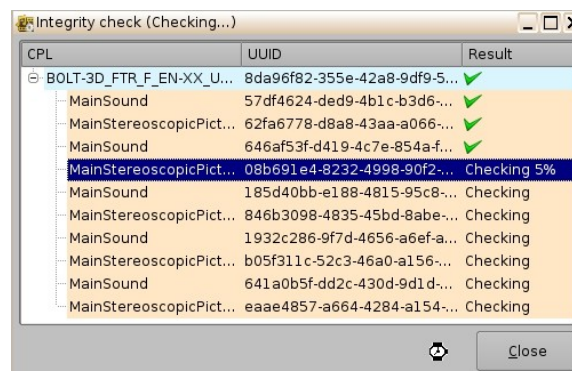 Integrity check (Checking...)
CPL UUID Result
BOLT-3D_FTR_F_EN-XX_U... 8da96f82-355e-42a8-9df9-5...
MainSound 57df4624-ded9-4b1c-b3d6-...
MainStereoscopicPict... 62fa6778-d8a8-43aa-a066-...
MainSound 646af53f-d419-4c7e-854a-f...
MainStereoscopicPict... 08b691e4-8232-4998-90f2-... Checking 5%
MainSound 185d40bb-e188-4815-95c8-... Checking
MainStereoscopicPict... 846b3098-4835-45bd-8abe-... Checking
MainSound 1932c286-9f7d-4656-a6ef-a... Checking
MainStereoscopicPict... b05f311c-52c3-46a0-a156-... Checking
MainSound 641a0b5f-dd2c-430d-9d1d-... Checking
MainStereoscopicPict... eaae4857-a664-4284-a154-... Checking
Close